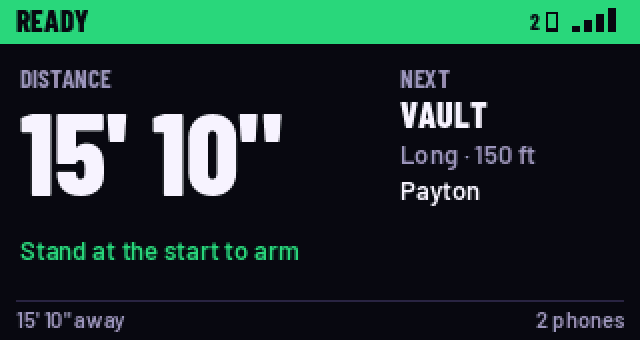 READY
2
DISTANCE
15' 10"
Stand at the start to arm
NEXT
VAULT
Long · 150 ft
Payton
15' 10" away
2 phones